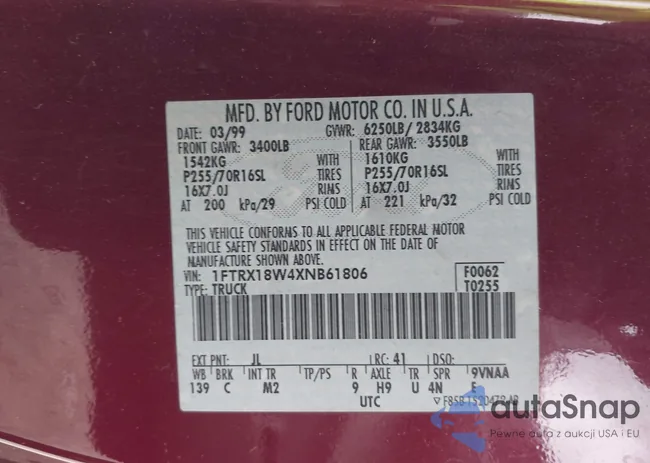 MFD. BY FORD MOTOR CO. IN U.S.A.
DATE: 03/99 GVWR: 6250LB/ 2834KG
FRONT GAWR: 3400LB REAR GAWR: 3550LB
1542KG WITH 1610KG WITH
P255/70R16SL TIRES P255/70R16SL TIRES
16X7.0J RIMS 16X7.0J RIMS
AT 200 kPa/29 PSI COLD AT 221 kPa/32 PSI COLD
THIS VEHICLE CONFORMS TO ALL APPLICABLE FEDERAL MOTOR
VEHICLE SAFETY STANDARDS IN EFFECT ON THE DATE OF
MANUFACTURE SHOWN ABOVE.
VIN: 1FTRX18W4XNB61806 F0062
TYPE: TRUCK T0255
EXT PNT: JL RC: 41 DSO:
WB BRK INT TR TP/PS R AXLE TR SPR 9VNAA
139 C M2 9 H9 U 4N
UTC
autaSnap
Pewne auta z aukcji USA i EU